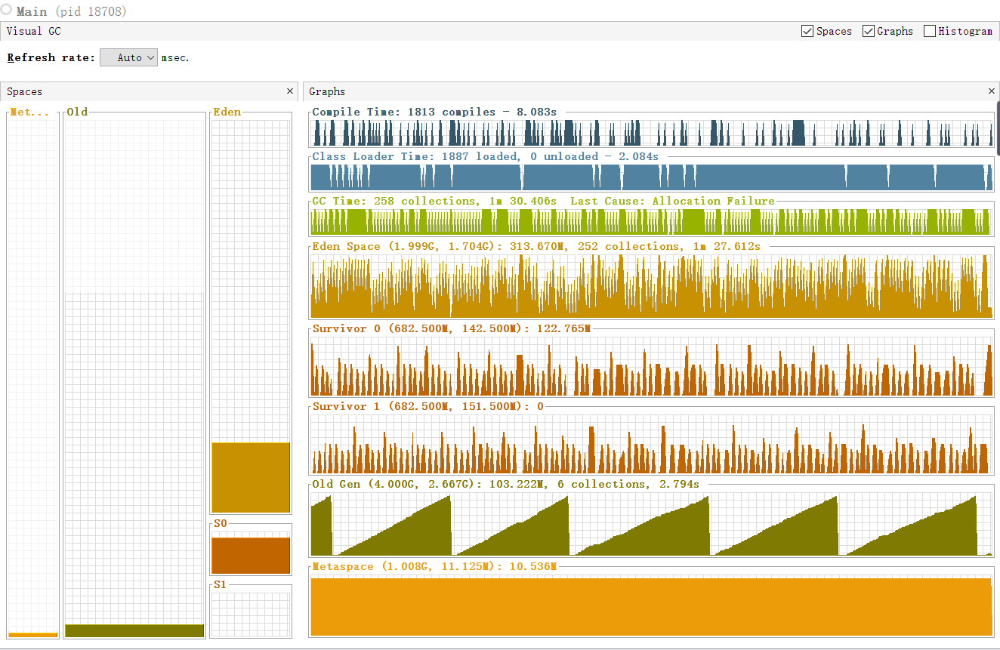 Main (pid 18708)
Visual GC
Spaces Graphs Histogram
Refresh rate: Auto msec.
Spaces
Graphs
Met...
Old
Eden
S0
S1
Compile Time: 1813 compiles - 8.083s
Class Loader Time: 1887 loaded, 0 unloaded - 2.084s
GC Time: 258 collections, 1m 30.406s Last Cause: Allocation Failure
Eden Space (1.999G, 1.704G): 313.670M, 252 collections, 1m 27.612s
Survivor 0 (682.500M, 142.500M): 122.765M
Survivor 1 (682.500M, 151.500M): 0
Old Gen (4.000G, 2.667G): 103.222M, 6 collections, 2.794s
Metaspace (1.008G, 11.125M): 10.536M